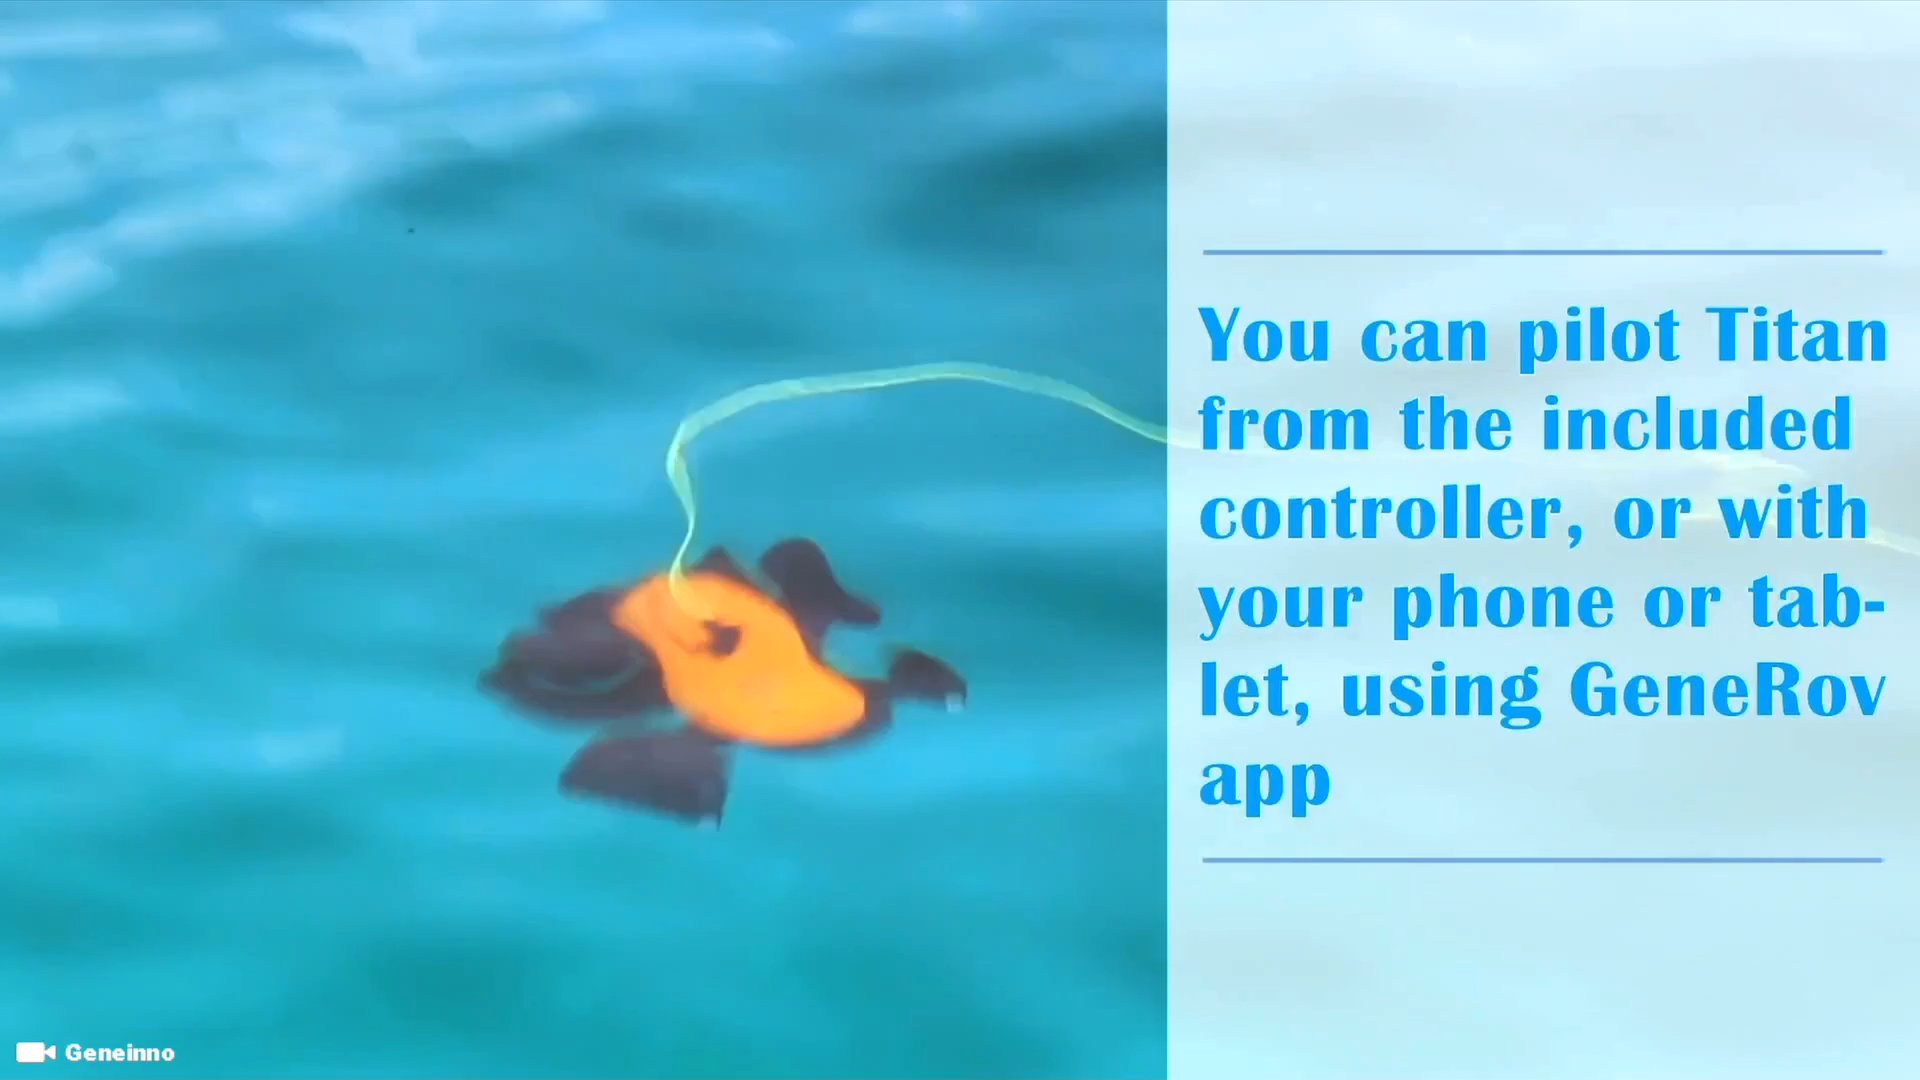 You can pilot Titan
from the included
controller, or with
your phone or tab-
let, using GeneRov
app
Geneinno